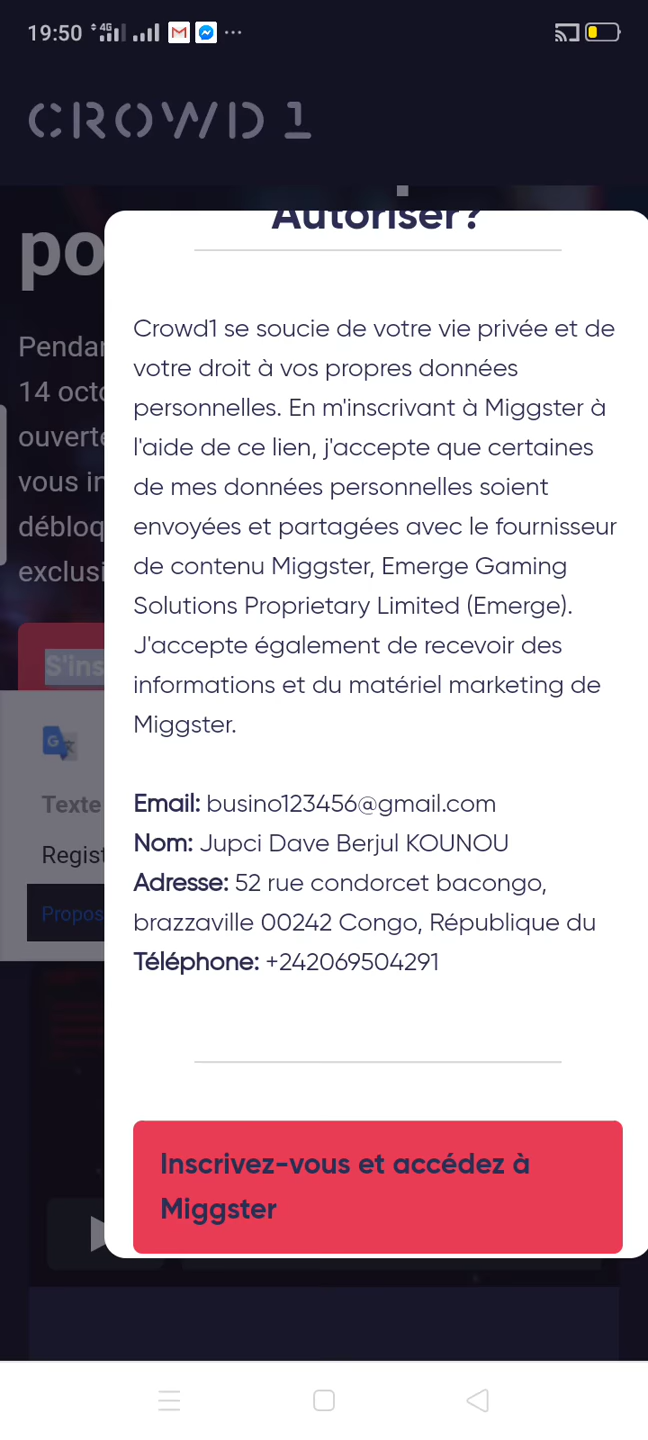 19:50 4G
CROWD1
Autoriser?
Crowd1 se soucie de votre vie privée et de
votre droit à vos propres données
personnelles. En m'inscrivant à Miggster à
l'aide de ce lien, j'accepte que certaines
de mes données personnelles soient
envoyées et partagées avec le fournisseur
de contenu Miggster, Emerge Gaming
Solutions Proprietary Limited (Emerge).
J'accepte également de recevoir des
informations et du matériel marketing de
Miggster.
Email: busino123456@gmail.com
Nom: Jupci Dave Berjul KOUNOU
Adresse: 52 rue condorcet bacongo,
brazzaville 00242 Congo, République du
Téléphone: +242069504291
Inscrivez-vous et accédez à
Miggster
po
Pendar
14 octo
ouverte
vous in
débloq
exclusi
S'ins
Texte
Regist
Propos